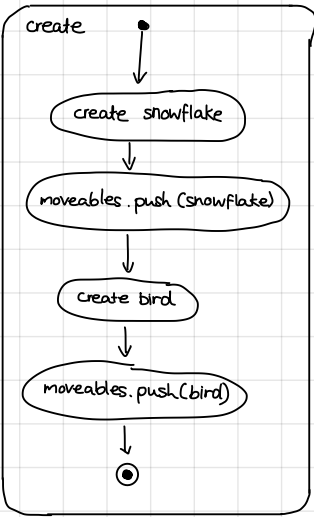 create
create snowflake
moveables.push(snowflake)
create bird
moveables.push(bird)